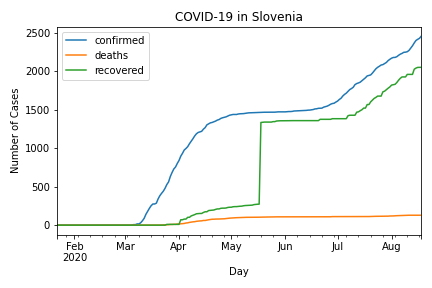 COVID-19 in Slovenia
confirmed
deaths
recovered
Number of Cases
2500
2000
1500
1000
500
0
Feb Mar Apr May Jun Jul Aug
2020
Day